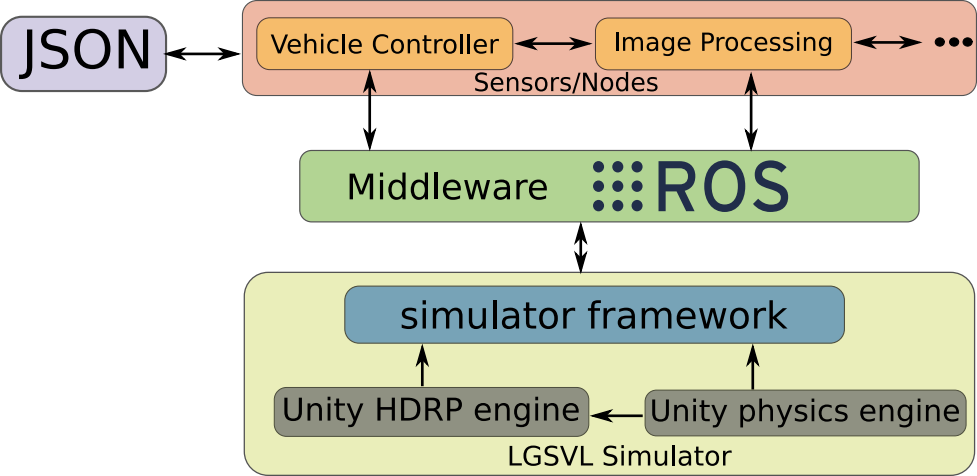 JSON
Vehicle Controller
Image Processing
...
Sensors/Nodes
Middleware
ROS
simulator framework
Unity HDRP engine
Unity physics engine
LGSVL Simulator